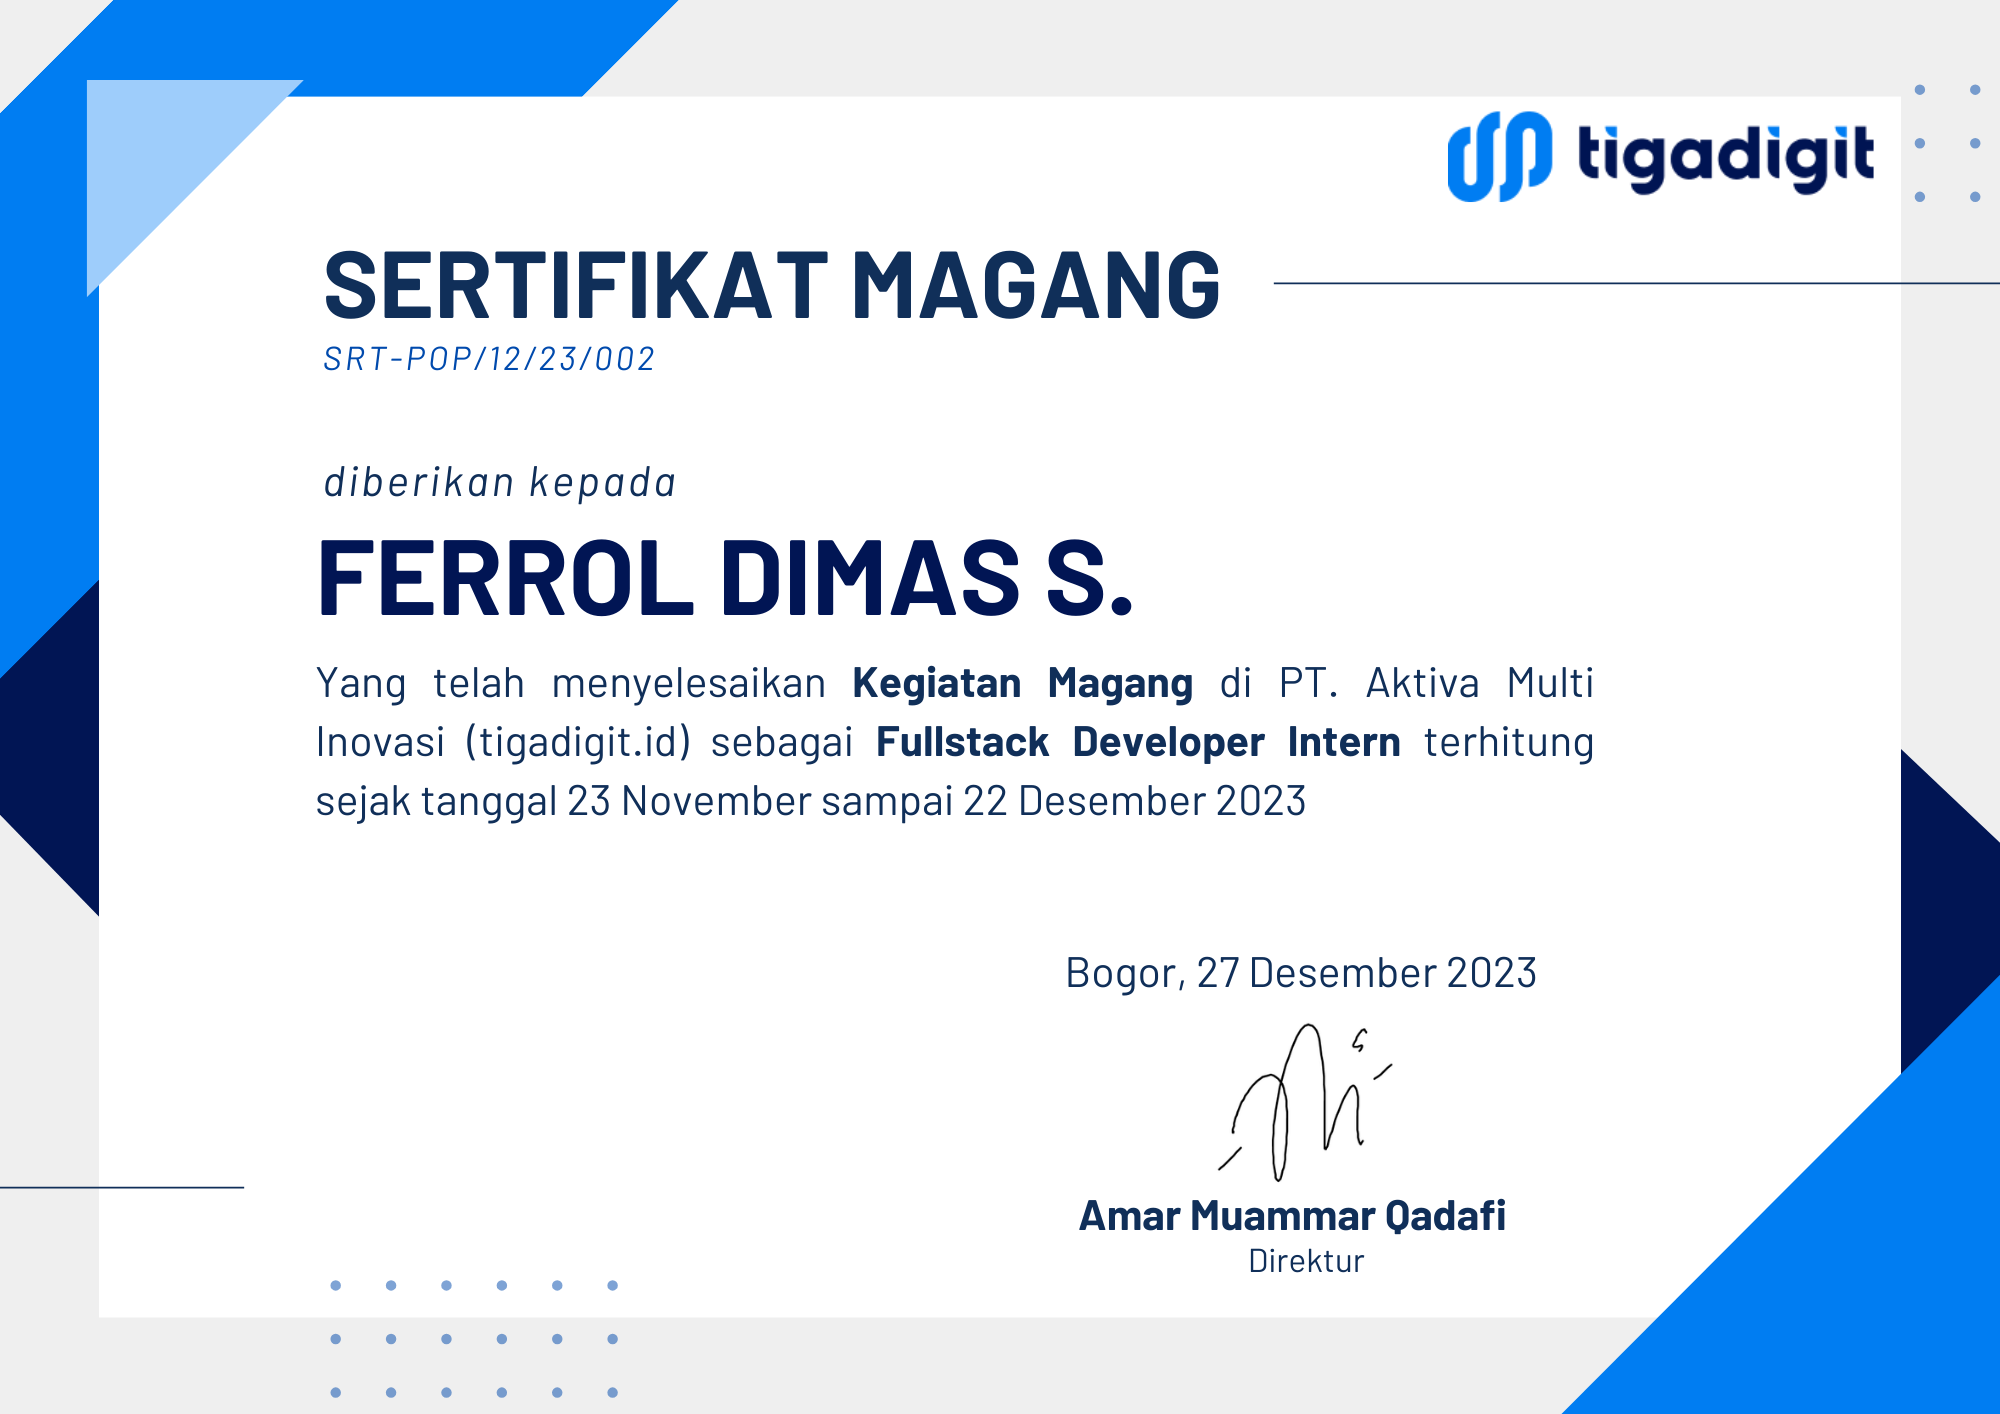 tigadigit
SERTIFIKAT MAGANG
SRT-POP/12/23/002
diberikan kepada
FERROL DIMAS S.
Yang telah menyelesaikan Kegiatan Magang di PT. Aktiva Multi
Inovasi (tigadigit.id) sebagai Fullstack Developer Intern terhitung
sejak tanggal 23 November sampai 22 Desember 2023
Bogor, 27 Desember 2023
Amar Muammar Qadafi
Direktur